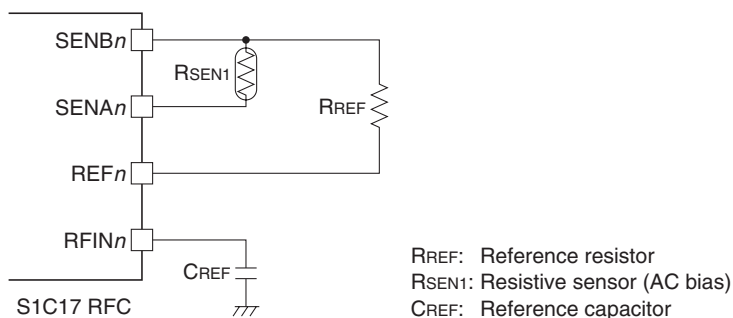 SENBn
RSEN1
SENAn
RREF
REFn
RFINn
CREF
S1C17 RFC
RREF: Reference resistor
RSEN1: Resistive sensor (AC bias)
CREF: Reference capacitor